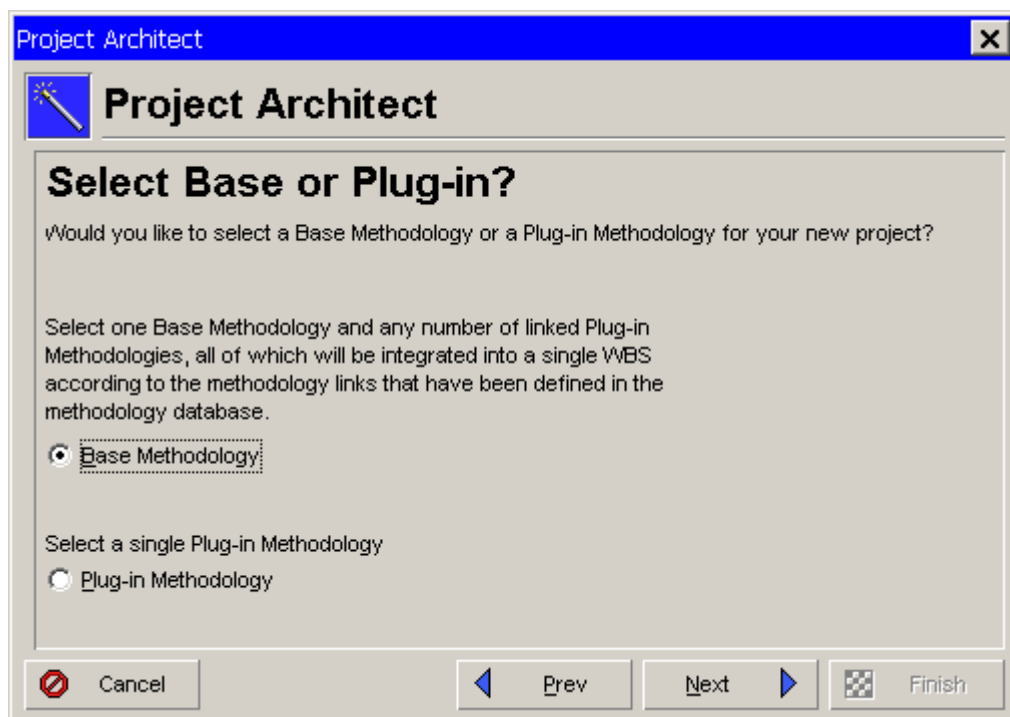 Project Architect
Project Architect
Select Base or Plug-in?
Would you like to select a Base Methodology or a Plug-in Methodology for your new project?
Select one Base Methodology and any number of linked Plug-in
Methodologies, all of which will be integrated into a single WBS
according to the methodology links that have been defined in the
methodology database.
Base Methodology
Select a single Plug-in Methodology
Plug-in Methodology
Cancel Prev Next Finish